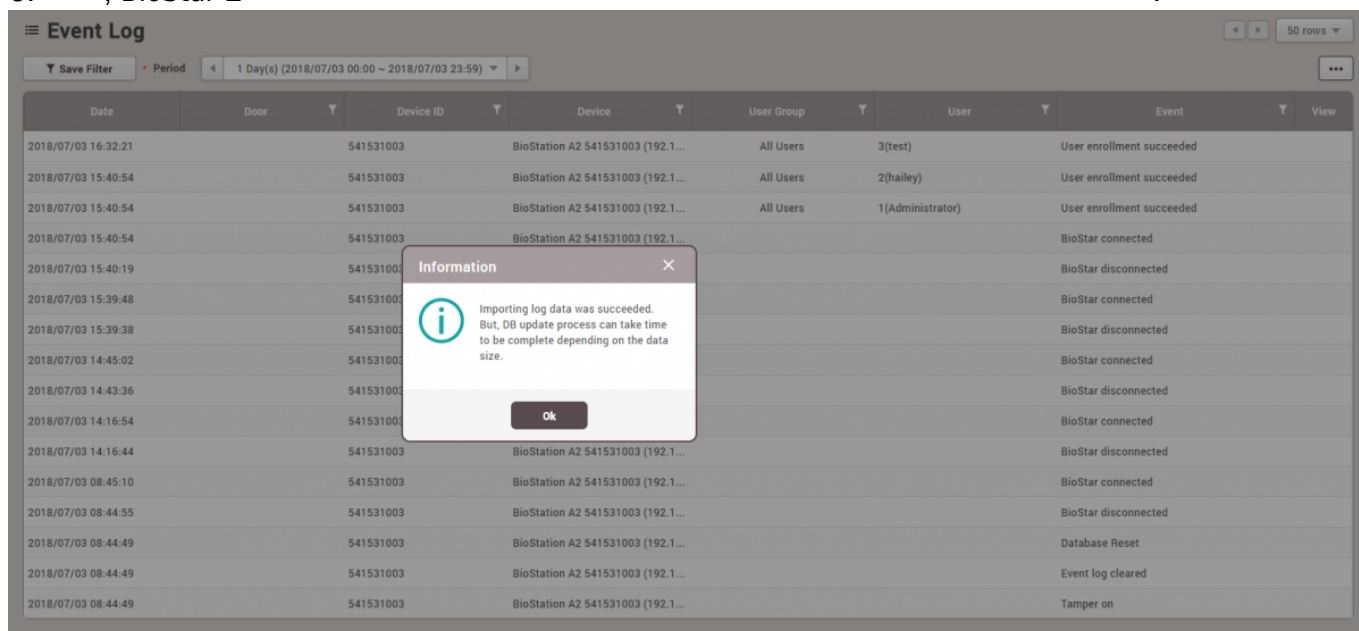 Event Log
50 rows
Save Filter • Period 1 Day(s) (2018/07/03 00:00 ~ 2018/07/03 23:59) •••
Date Door Device ID Device User Group User Event View
2018/07/03 16:32:21 541531003 BioStation A2 541531003 (192.1... All Users 3(test) User enrollment succeeded
2018/07/03 15:40:54 541531003 BioStation A2 541531003 (192.1... All Users 2(hailey) User enrollment succeeded
2018/07/03 15:40:54 541531003 BioStation A2 541531003 (192.1... All Users 1(Administrator) User enrollment succeeded
2018/07/03 15:40:54 541531003 BioStation A2 541531003 (192.1... BioStar connected
2018/07/03 15:40:19 541531003 BioStar disconnected
2018/07/03 15:39:48 541531003 BioStar connected
2018/07/03 15:39:38 541531003 BioStar disconnected
2018/07/03 14:45:02 541531003 BioStar connected
2018/07/03 14:43:36 541531003 BioStar disconnected
2018/07/03 14:16:54 541531003 BioStar connected
2018/07/03 14:16:44 541531003 BioStation A2 541531003 (192.1... BioStar disconnected
2018/07/03 08:45:10 541531003 BioStation A2 541531003 (192.1... BioStar connected
2018/07/03 08:44:55 541531003 BioStation A2 541531003 (192.1... BioStar disconnected
2018/07/03 08:44:49 541531003 BioStation A2 541531003 (192.1... Database Reset
2018/07/03 08:44:49 541531003 BioStation A2 541531003 (192.1... Event log cleared
2018/07/03 08:44:49 541531003 BioStation A2 541531003 (192.1... Tamper on
Information
Importing log data was succeeded.
But, DB update process can take time
to be complete depending on the data
size.
Ok